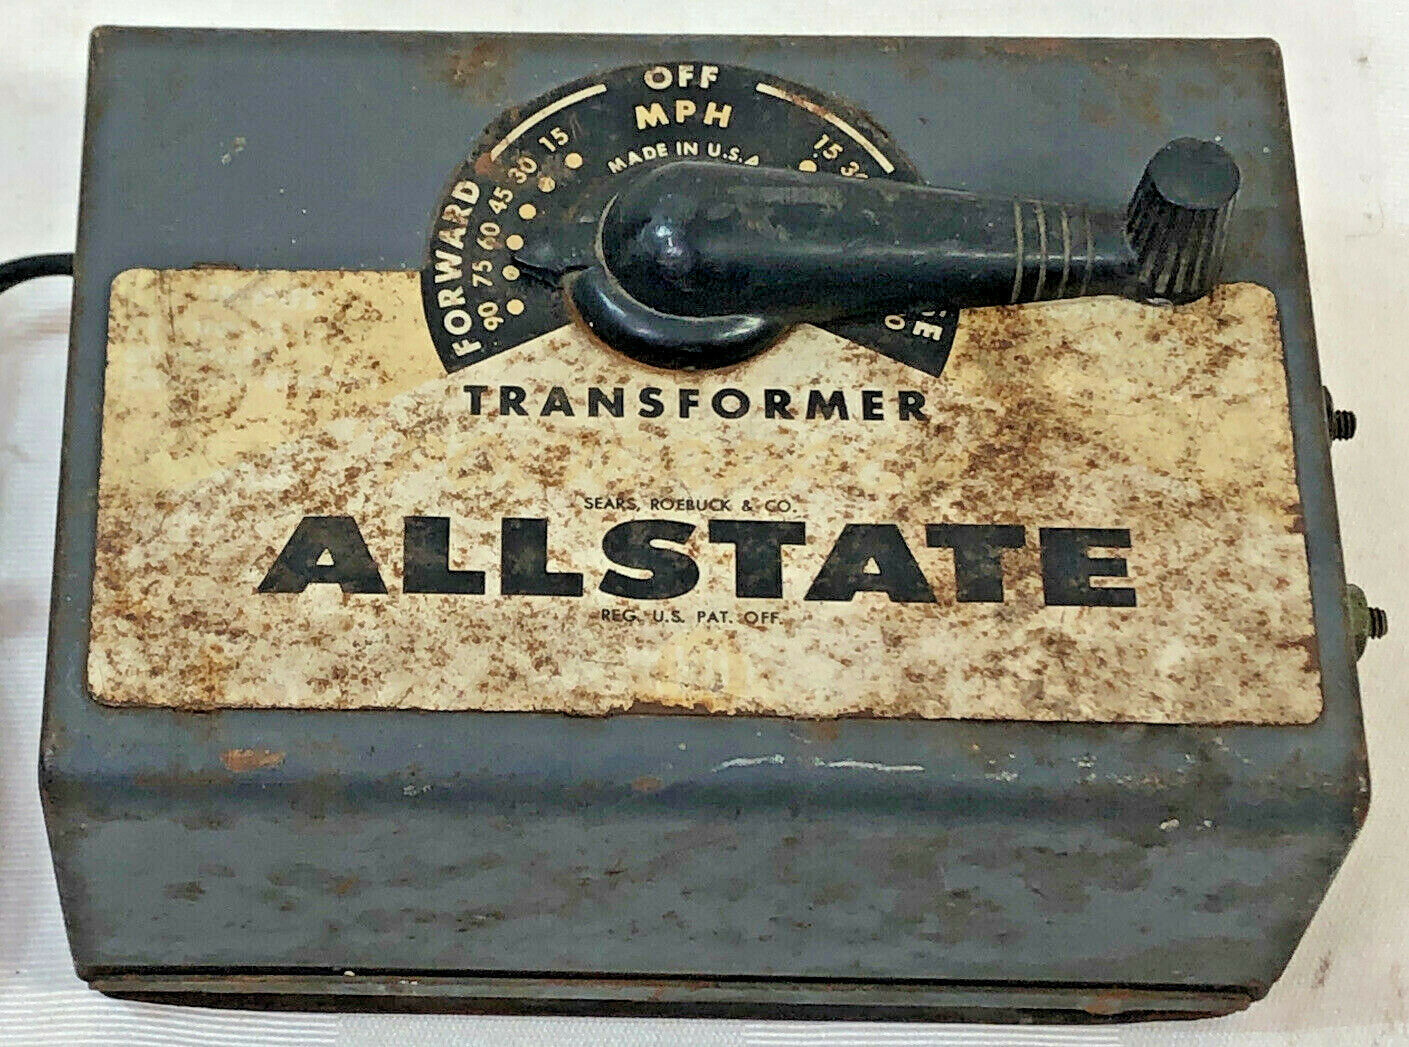 OFF
MPH
MADE IN U.S.A
FORWARD
15
30
45
60
75
90
15
TRANSFORMER
SEARS, ROEBUCK & CO.
ALLSTATE
REG. U.S. PAT. OFF.